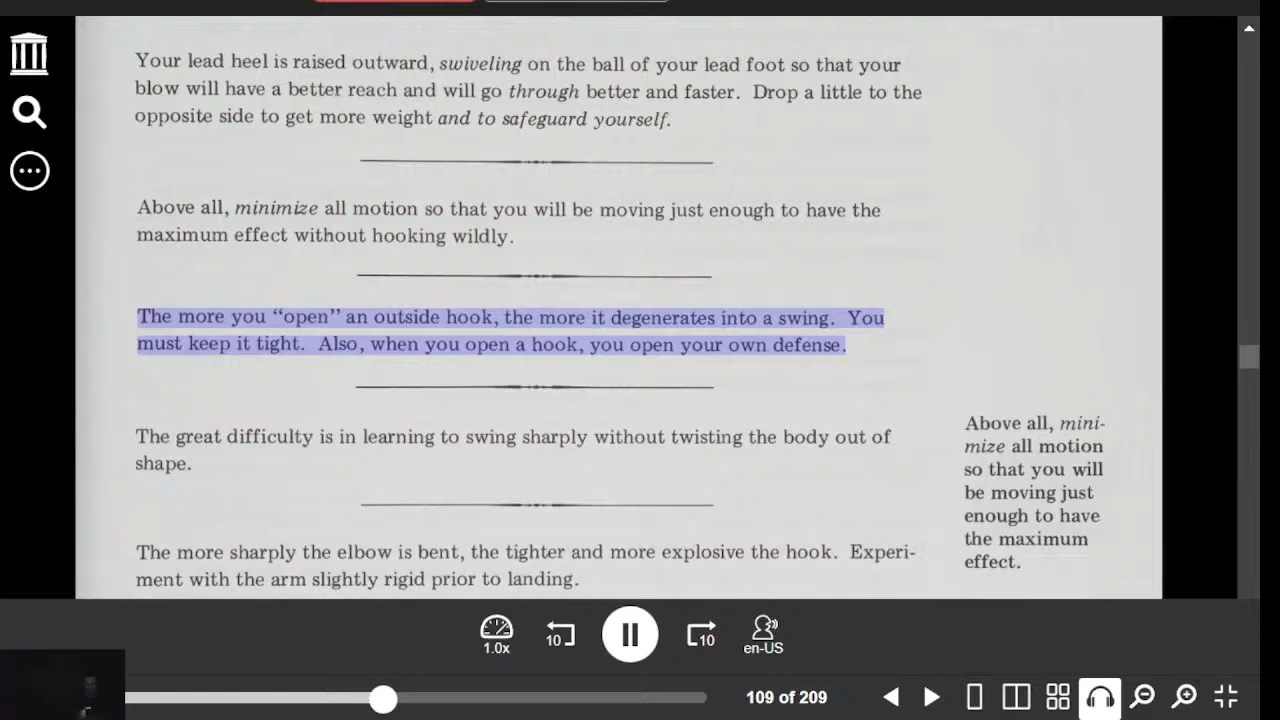 Your lead heel is raised outward, swiveling on the ball of your lead foot so that your
blow will have a better reach and will go through better and faster. Drop a little to the
opposite side to get more weight and to safeguard yourself.
Above all, minimize all motion so that you will be moving just enough to have the
maximum effect without hooking wildly.
The more you “open” an outside hook, the more it degenerates into a swing. You
must keep it tight. Also, when you open a hook, you open your own defense.
The great difficulty is in learning to swing sharply without twisting the body out of
shape.
The more sharply the elbow is bent, the tighter and more explosive the hook. Experi-
ment with the arm slightly rigid prior to landing.
Above all, mini-
mize all motion
so that you will
be moving just
enough to have
the maximum
effect.
1.0x
10
10
en-US
109 of 209